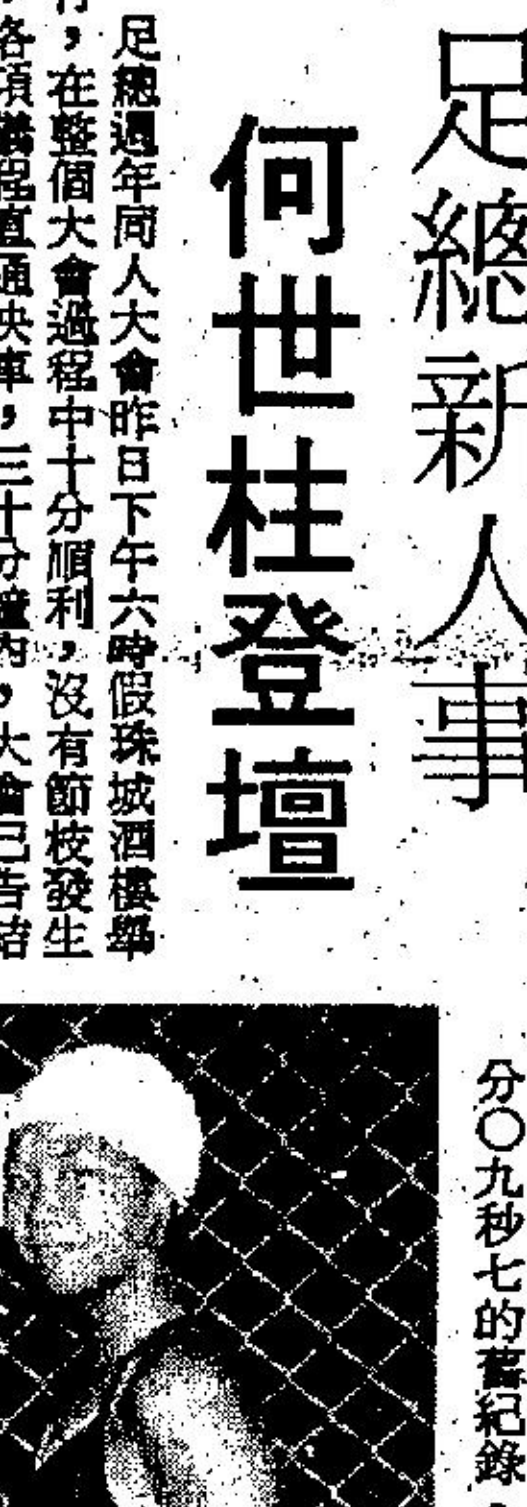 足總新人事
何世柱登壇
足總週年同人大會昨日下午六時假珠城酒樓舉
行，在整個大會過程中十分順利，沒有節枝發生
，各項議程直通快車，三十分鐘內，大會已告結
分〇九秒七的舊紀錄